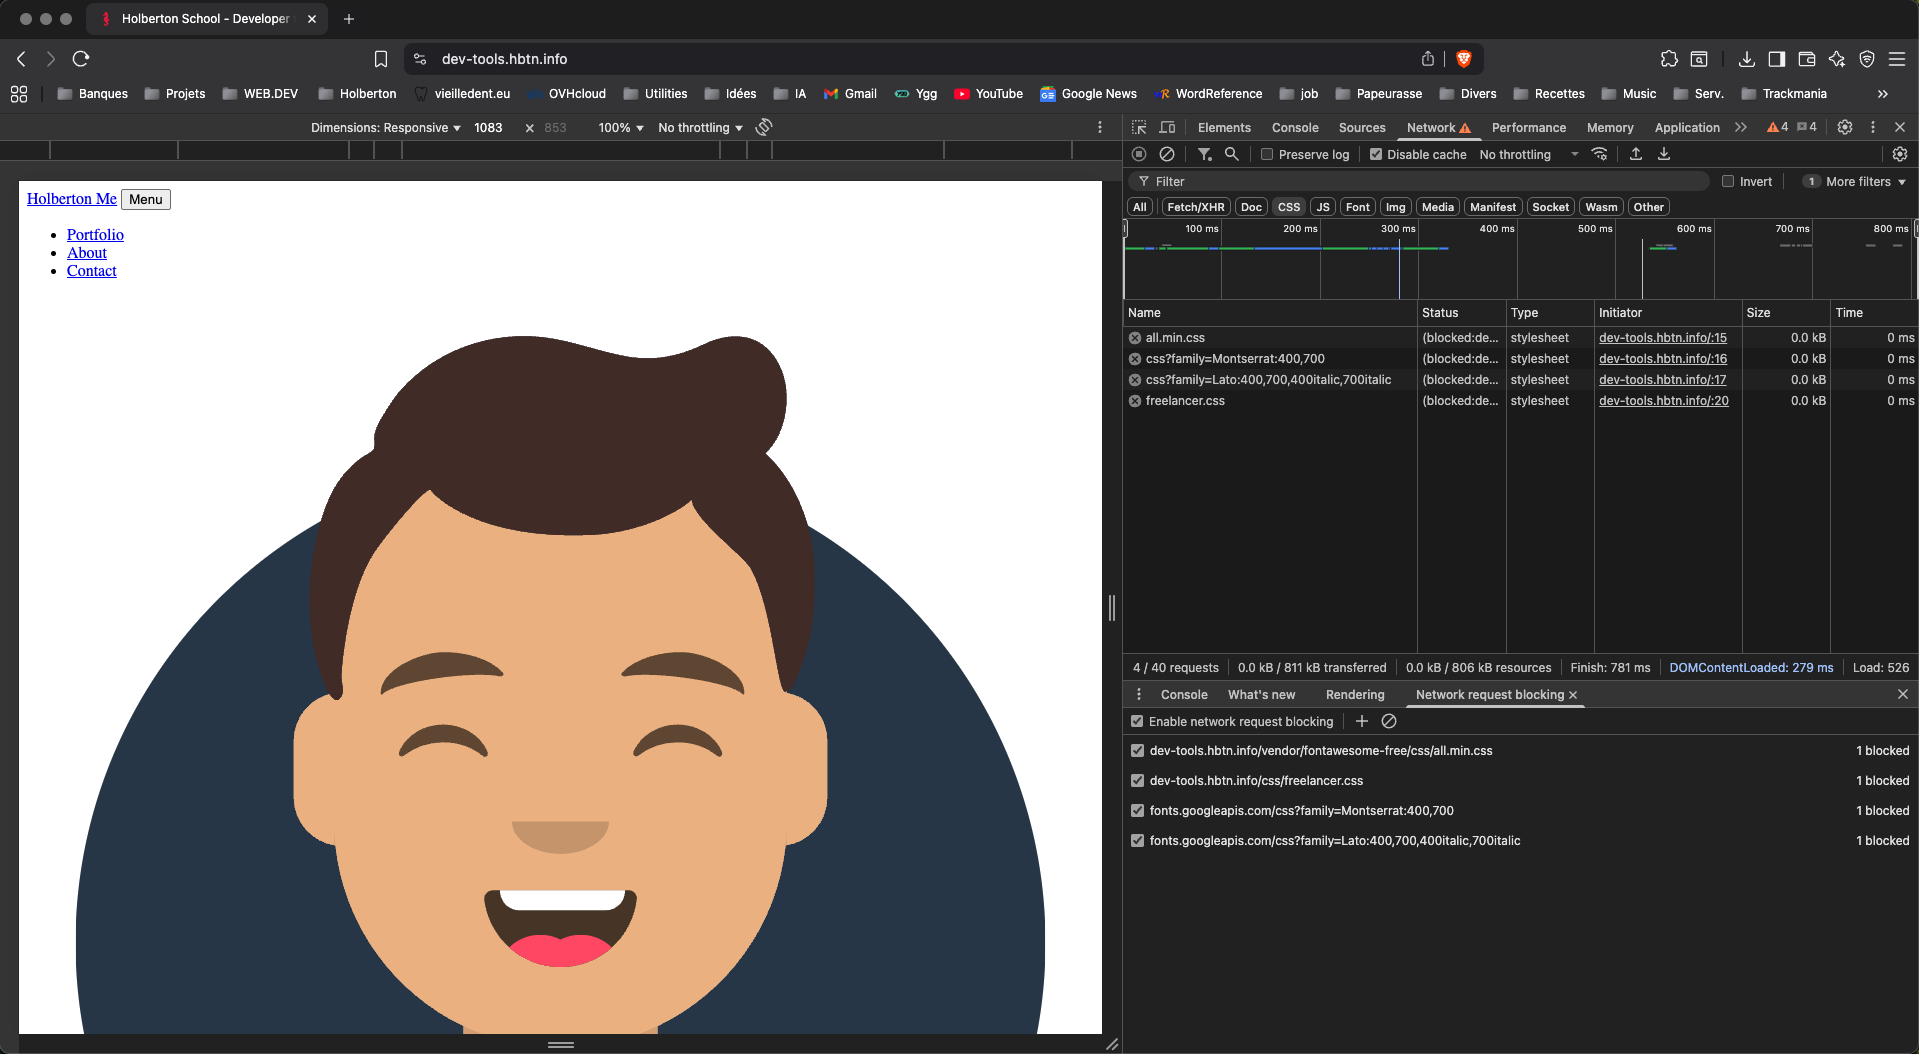 Holberton School - Developer
dev-tools.hbtn.info
Banques Projets WEB.DEV Holberton vieilledent.eu OVHcloud Utilities Idées IA Gmail Ygg YouTube Google News WordReference job Papeurasse Divers Recettes Music Serv. Trackmania
Dimensions: Responsive 1083 x 853 100% No throttling
Elements Console Sources Network Performance Memory Application 4 4
Preserve log Disable cache No throttling
Filter Invert 1 More filters
All Fetch/XHR Doc CSS JS Font Img Media Manifest Socket Wasm Other
100 ms 200 ms 300 ms 400 ms 500 ms 600 ms 700 ms 800 ms
Name Status Type Initiator Size Time
all.min.css (blocked:de... stylesheet dev-tools.hbtn.info/:15 0.0 kB 0 ms
css?family=Montserrat:400,700 (blocked:de... stylesheet dev-tools.hbtn.info/:16 0.0 kB 0 ms
css?family=Lato:400,700,400italic,700italic (blocked:de... stylesheet dev-tools.hbtn.info/:17 0.0 kB 0 ms
freelancer.css (blocked:de... stylesheet dev-tools.hbtn.info/:20 0.0 kB 0 ms
4 / 40 requests 0.0 kB / 811 kB transferred 0.0 kB / 806 kB resources Finish: 781 ms DOMContentLoaded: 279 ms Load: 526
Console What's new Rendering Network request blocking
Enable network request blocking
dev-tools.hbtn.info/vendor/fontawesome-free/css/all.min.css 1 blocked
dev-tools.hbtn.info/css/freelancer.css 1 blocked
fonts.googleapis.com/css?family=Montserrat:400,700 1 blocked
fonts.googleapis.com/css?family=Lato:400,700,400italic,700italic 1 blocked
Holberton Me Menu
Portfolio
About
Contact